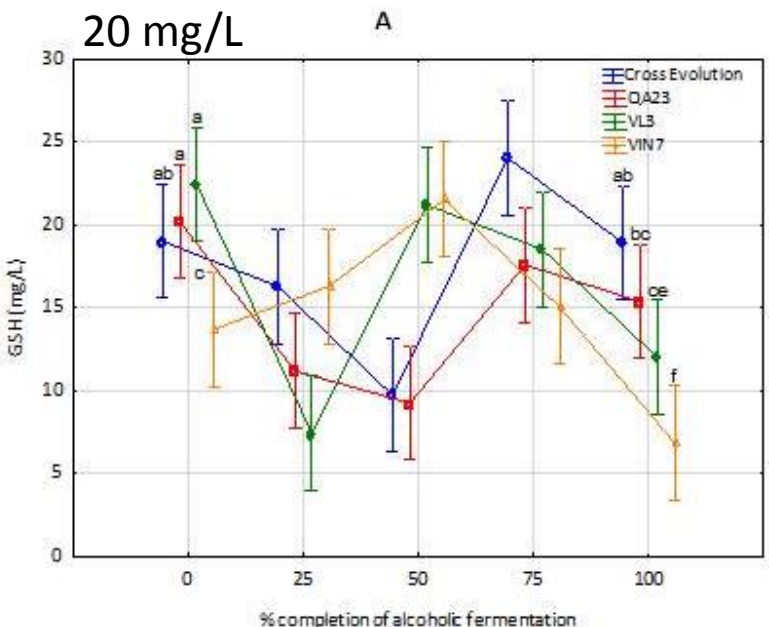 20 mg/L
A
30
25
20
15
10
5
0
GSH (mg/L)
Cross Evolution
QA23
VL3
VIN7
ab
a
a
c
ab
bc
ce
f
0 25 50 75 100
% completion of alcoholic fermentation